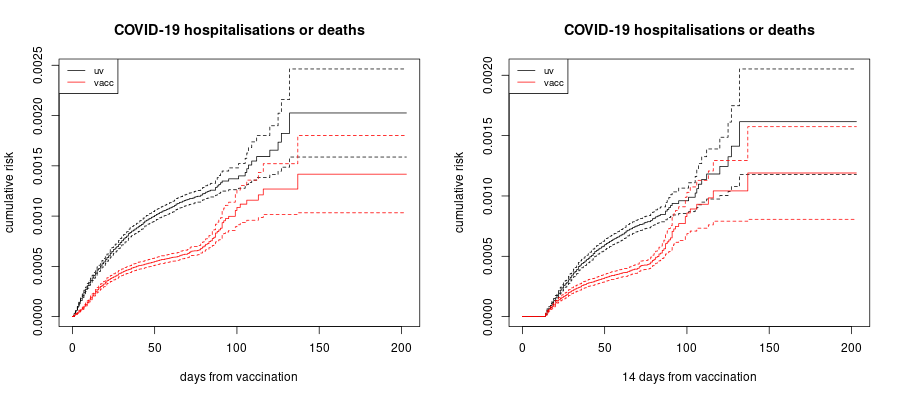 COVID-19 hospitalisations or deaths
cumulative risk
0.0025
0.0020
0.0015
0.0010
0.0005
0.0000
uv
vacc
0 50 100 150 200
days from vaccination
COVID-19 hospitalisations or deaths
cumulative risk
0.0020
0.0015
0.0010
0.0005
0.0000
uv
vacc
0 50 100 150 200
14 days from vaccination